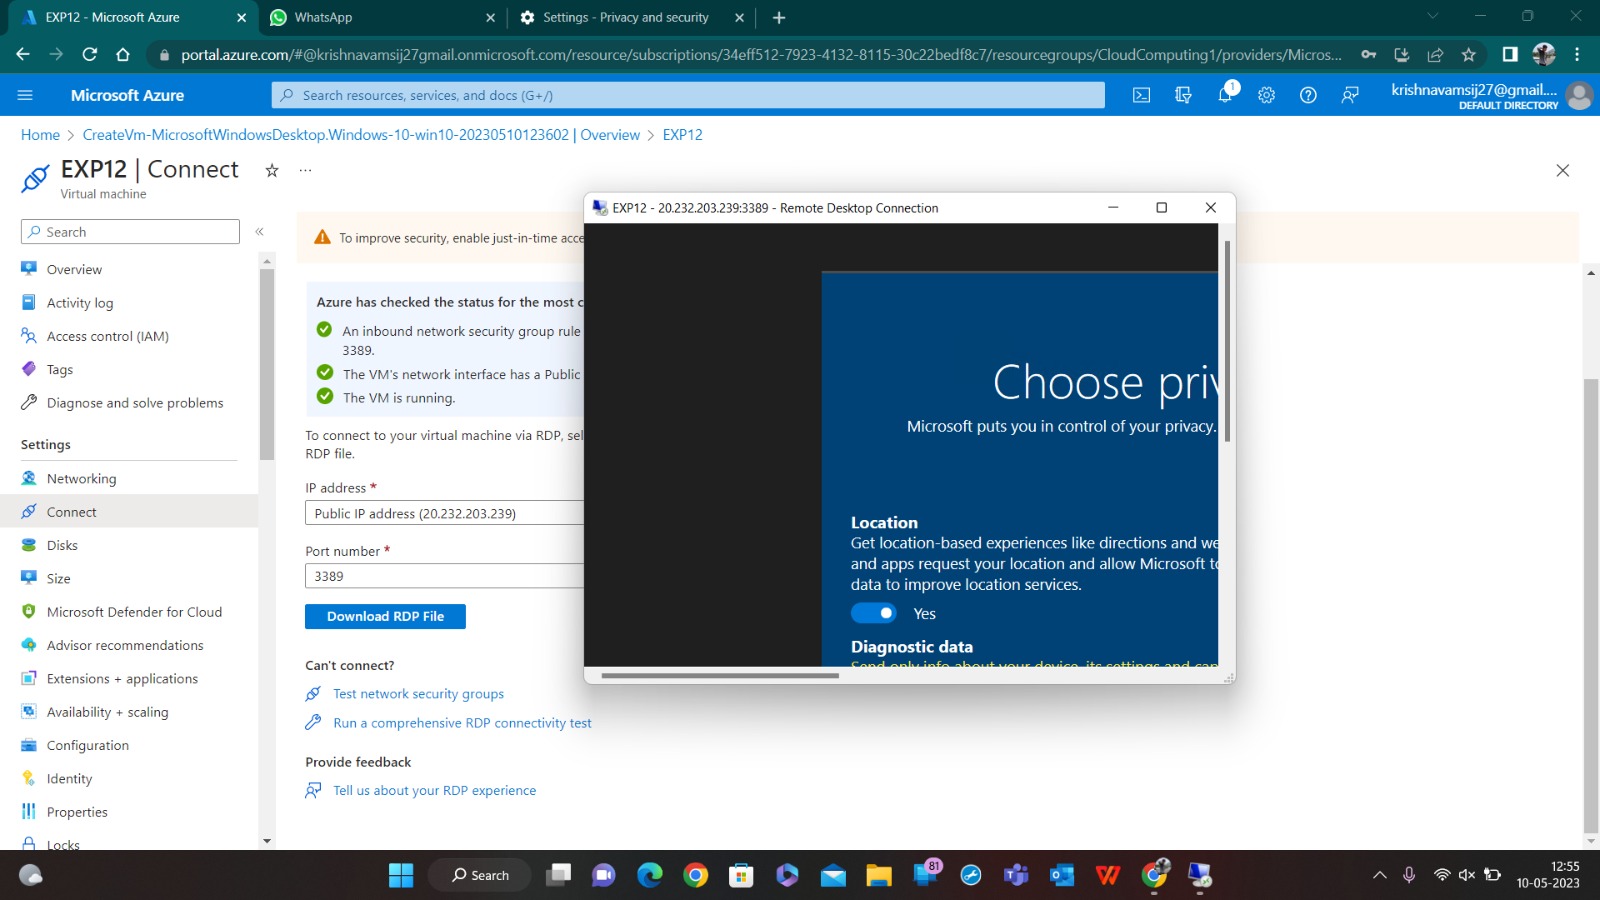 EXP12 - Microsoft Azure
WhatsApp
Settings - Privacy and security
portal.azure.com/#@krishnavamsij27gmail.onmicrosoft.com/resource/subscriptions/34eff512-7923-4132-8115-30c22bedf8c7/resourcegroups/CloudComputing1/providers/Micros...
Microsoft Azure
Search resources, services, and docs (G+/)
1
krishnavamsij27@gmail....
DEFAULT DIRECTORY
Home > CreateVm-MicrosoftWindowsDesktop.Windows-10-win10-20230510123602 | Overview > EXP12
EXP12 | Connect
Virtual machine
Search
Overview
Activity log
Access control (IAM)
Tags
Diagnose and solve problems
Settings
Networking
Connect
Disks
Size
Microsoft Defender for Cloud
Advisor recommendations
Extensions + applications
Availability + scaling
Configuration
Identity
Properties
Locks
To improve security, enable just-in-time acce
Azure has checked the status for the most c
An inbound network security group rule
3389.
The VM's network interface has a Public
The VM is running.
To connect to your virtual machine via RDP, sel
RDP file.
IP address *
Public IP address (20.232.203.239)
Port number *
3389
Download RDP File
Can't connect?
Test network security groups
Run a comprehensive RDP connectivity test
Provide feedback
Tell us about your RDP experience
EXP12 - 20.232.203.239:3389 - Remote Desktop Connection
Choose priv
Microsoft puts you in control of your privacy.
Location
Get location-based experiences like directions and we
and apps request your location and allow Microsoft to
data to improve location services.
Yes
Diagnostic data
Send only info about your device, its settings and cap
Search
81
12:55
10-05-2023